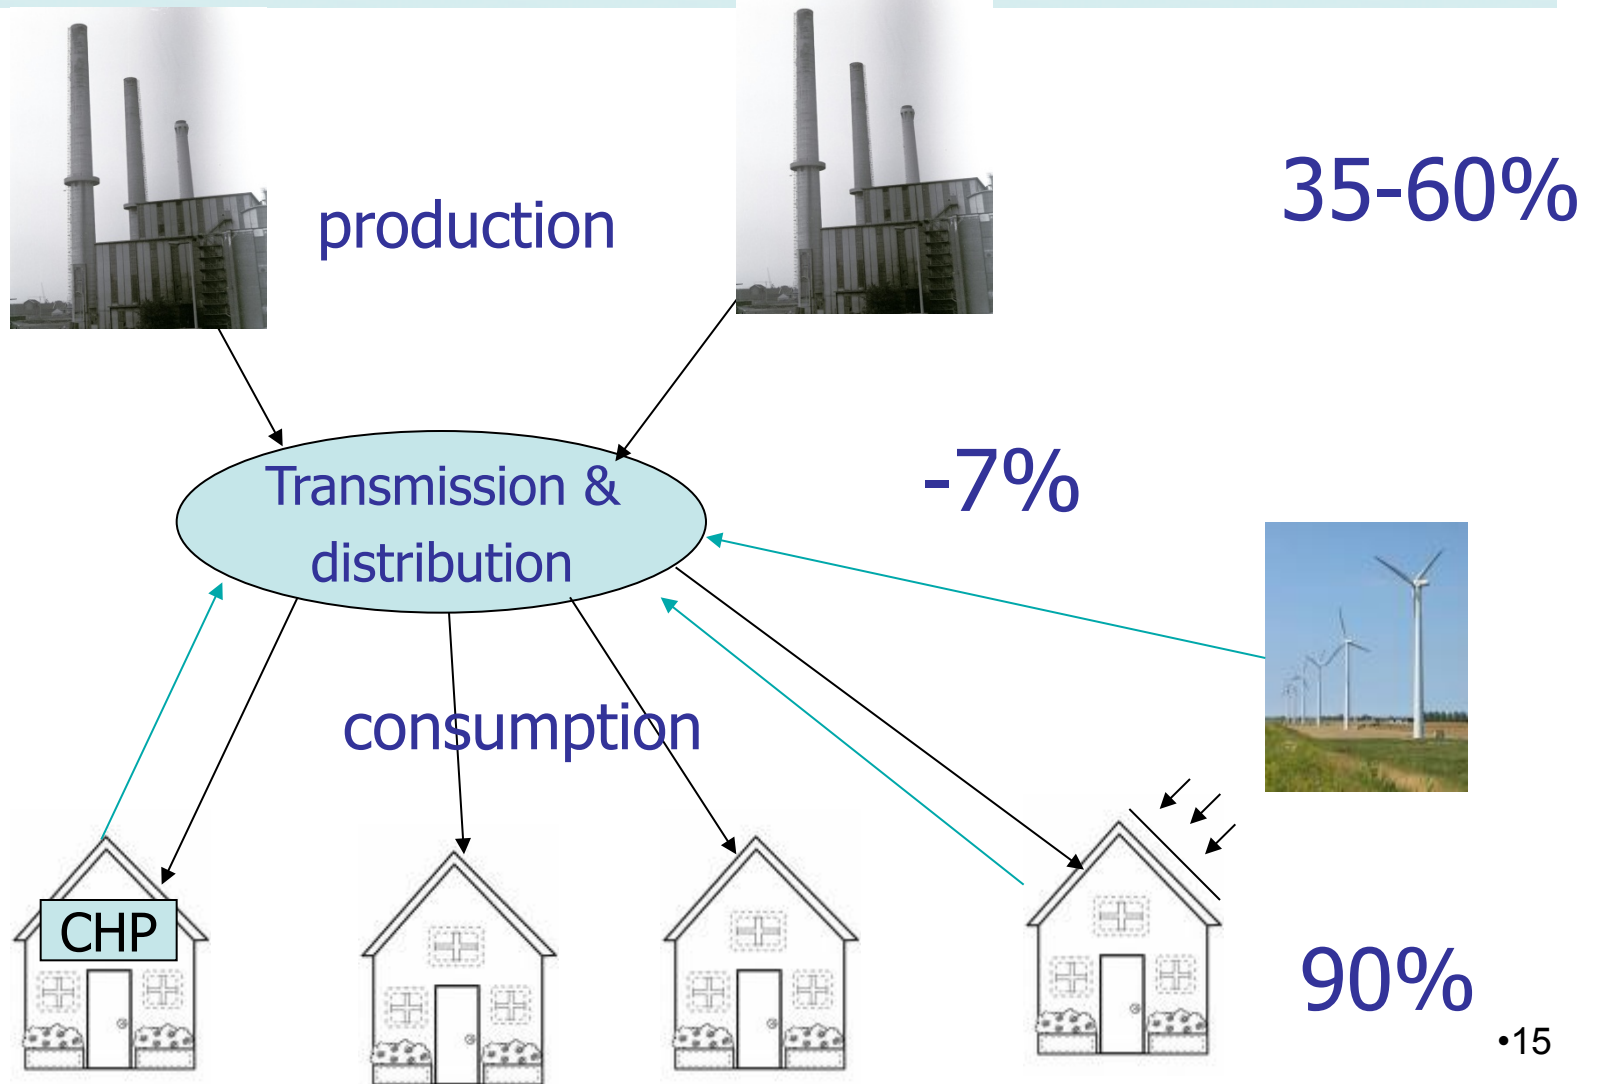 production
35-60%
Transmission &
distribution
-7%
consumption
CHP
90%
•15